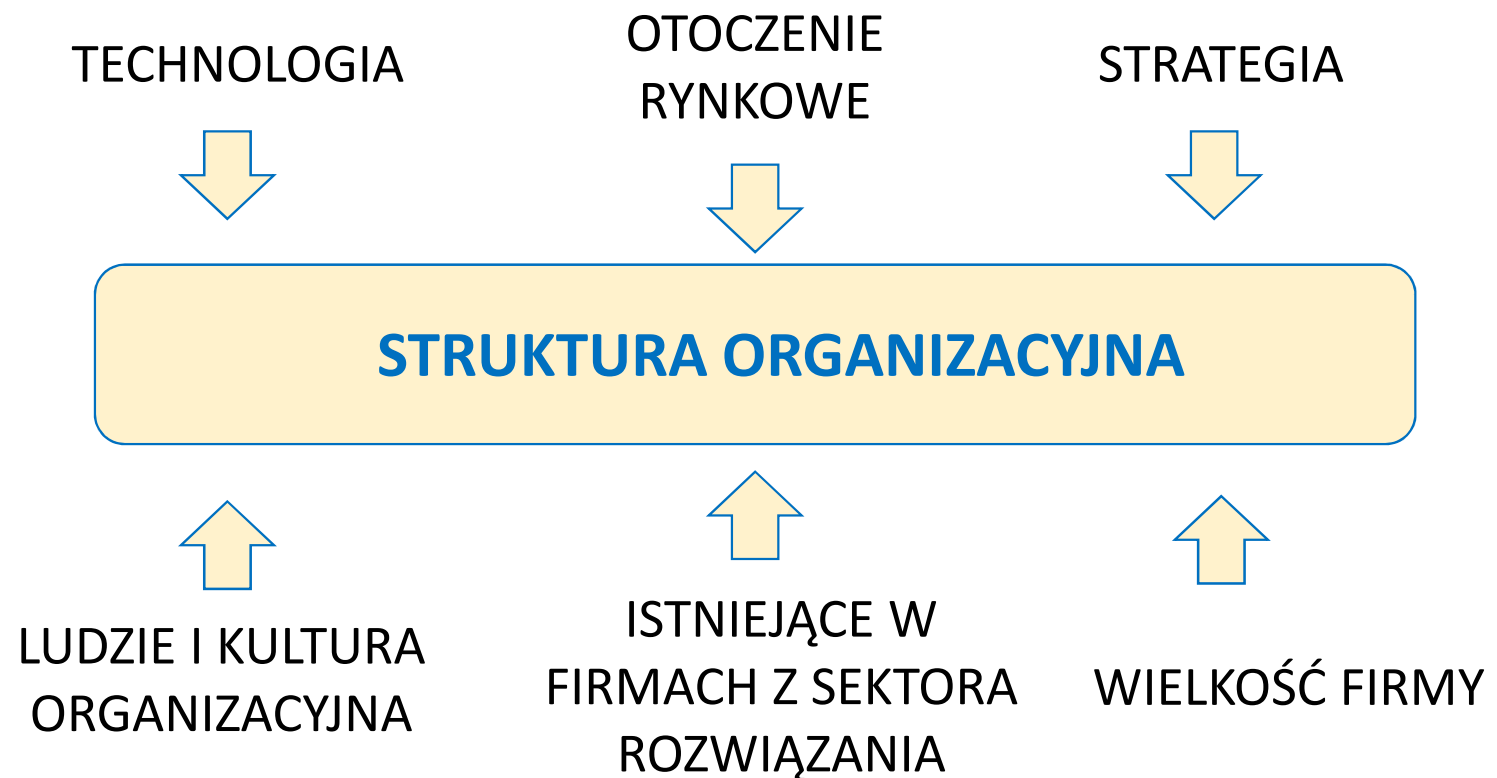 TECHNOLOGIA
OTOCZENIE
RYNKOWE
STRATEGIA
STRUKTURA ORGANIZACYJNA
LUDZIE I KULTURA
ORGANIZACYJNA
ISTNIEJĄCE W
FIRMACH Z SEKTORA
ROZWIĄZANIA
WIELKOŚĆ FIRMY